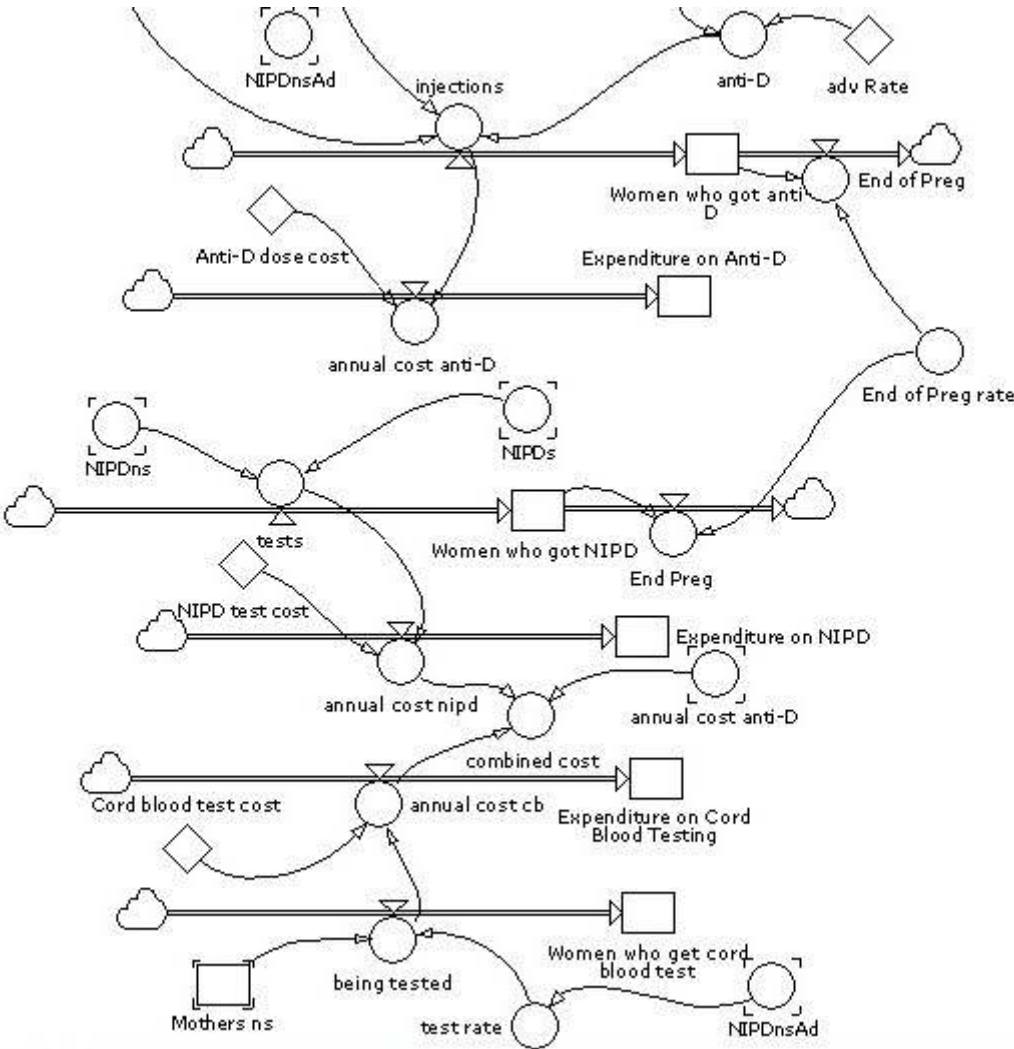 NIPDnsAd
injections
anti-D
adv Rate
Women who got anti
D
End of Preg
Anti-D dose cost
Expenditure on Anti-D
annual cost anti-D
End of Preg rate
NIPDns
NIPDs
tests
Women who got NIPD
End Preg
NIPD test cost
Expenditure on NIPD
annual cost nipd
annual cost anti-D
combined cost
Cord blood test cost
annual cost cb
Expenditure on Cord
Blood Testing
Women who get cord
blood test
being tested
Mothers ns
test rate
NIPDnsAd